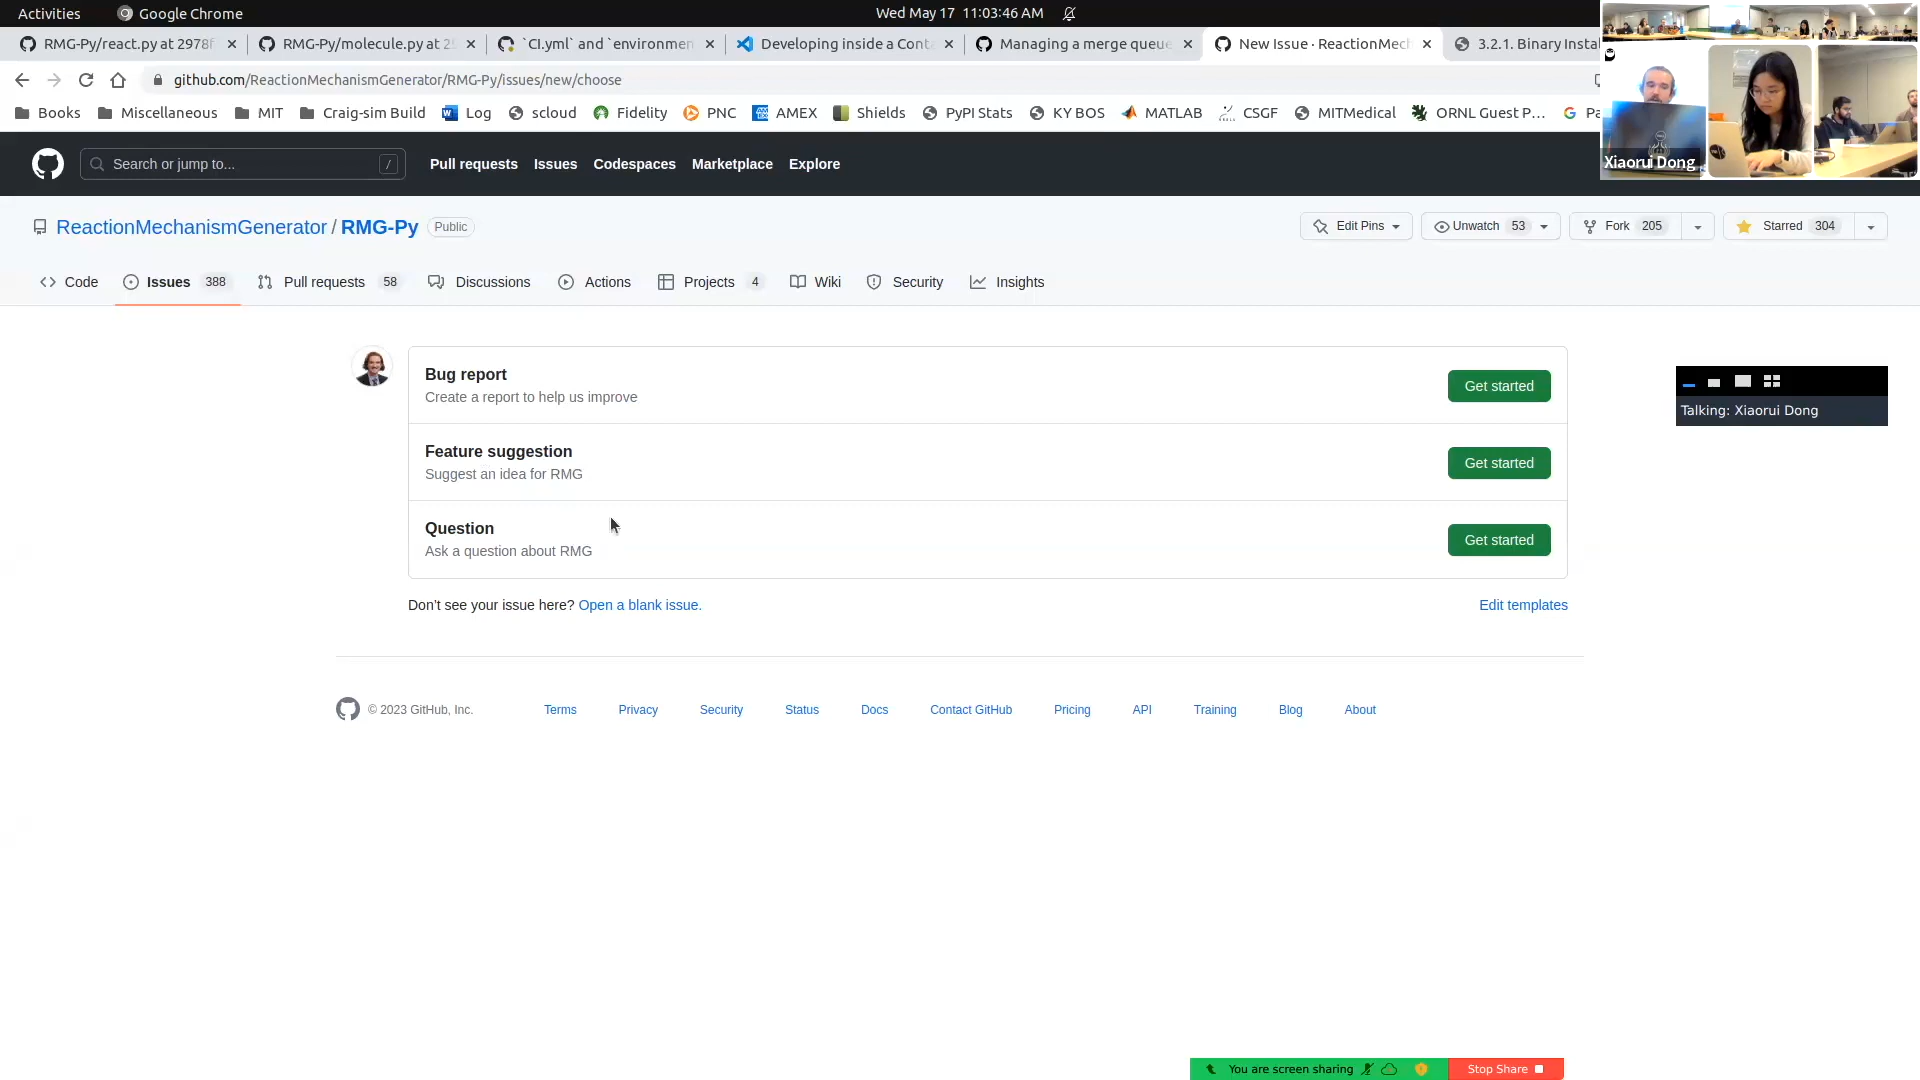 Activities
Google Chrome
Wed May 17 11:03:46 AM
RMG-Py/react.py at 2978f
RMG-Py/molecule.py at 2
`CI.yml` and `environmen
Developing inside a Conta
Managing a merge queue
New Issue · ReactionMech
3.2.1. Binary Insta
github.com/ReactionMechanismGenerator/RMG-Py/issues/new/choose
Books
Miscellaneous
MIT
Craig-sim Build
Log
scloud
Fidelity
PNC
AMEX
Shields
PyPI Stats
KY BOS
MATLAB
CSGF
MITMedical
ORNL Guest P...
Search or jump to...
/
Pull requests
Issues
Codespaces
Marketplace
Explore
Xiaorui Dong
ReactionMechanismGenerator / RMG-Py
Public
Edit Pins
Unwatch 53
Fork 205
Starred 304
Code
Issues 388
Pull requests 58
Discussions
Actions
Projects 4
Wiki
Security
Insights
Bug report
Create a report to help us improve
Get started
Feature suggestion
Suggest an idea for RMG
Get started
Question
Ask a question about RMG
Get started
Talking: Xiaorui Dong
Don't see your issue here? Open a blank issue.
Edit templates
© 2023 GitHub, Inc.
Terms
Privacy
Security
Status
Docs
Contact GitHub
Pricing
API
Training
Blog
About
You are screen sharing
Stop Share